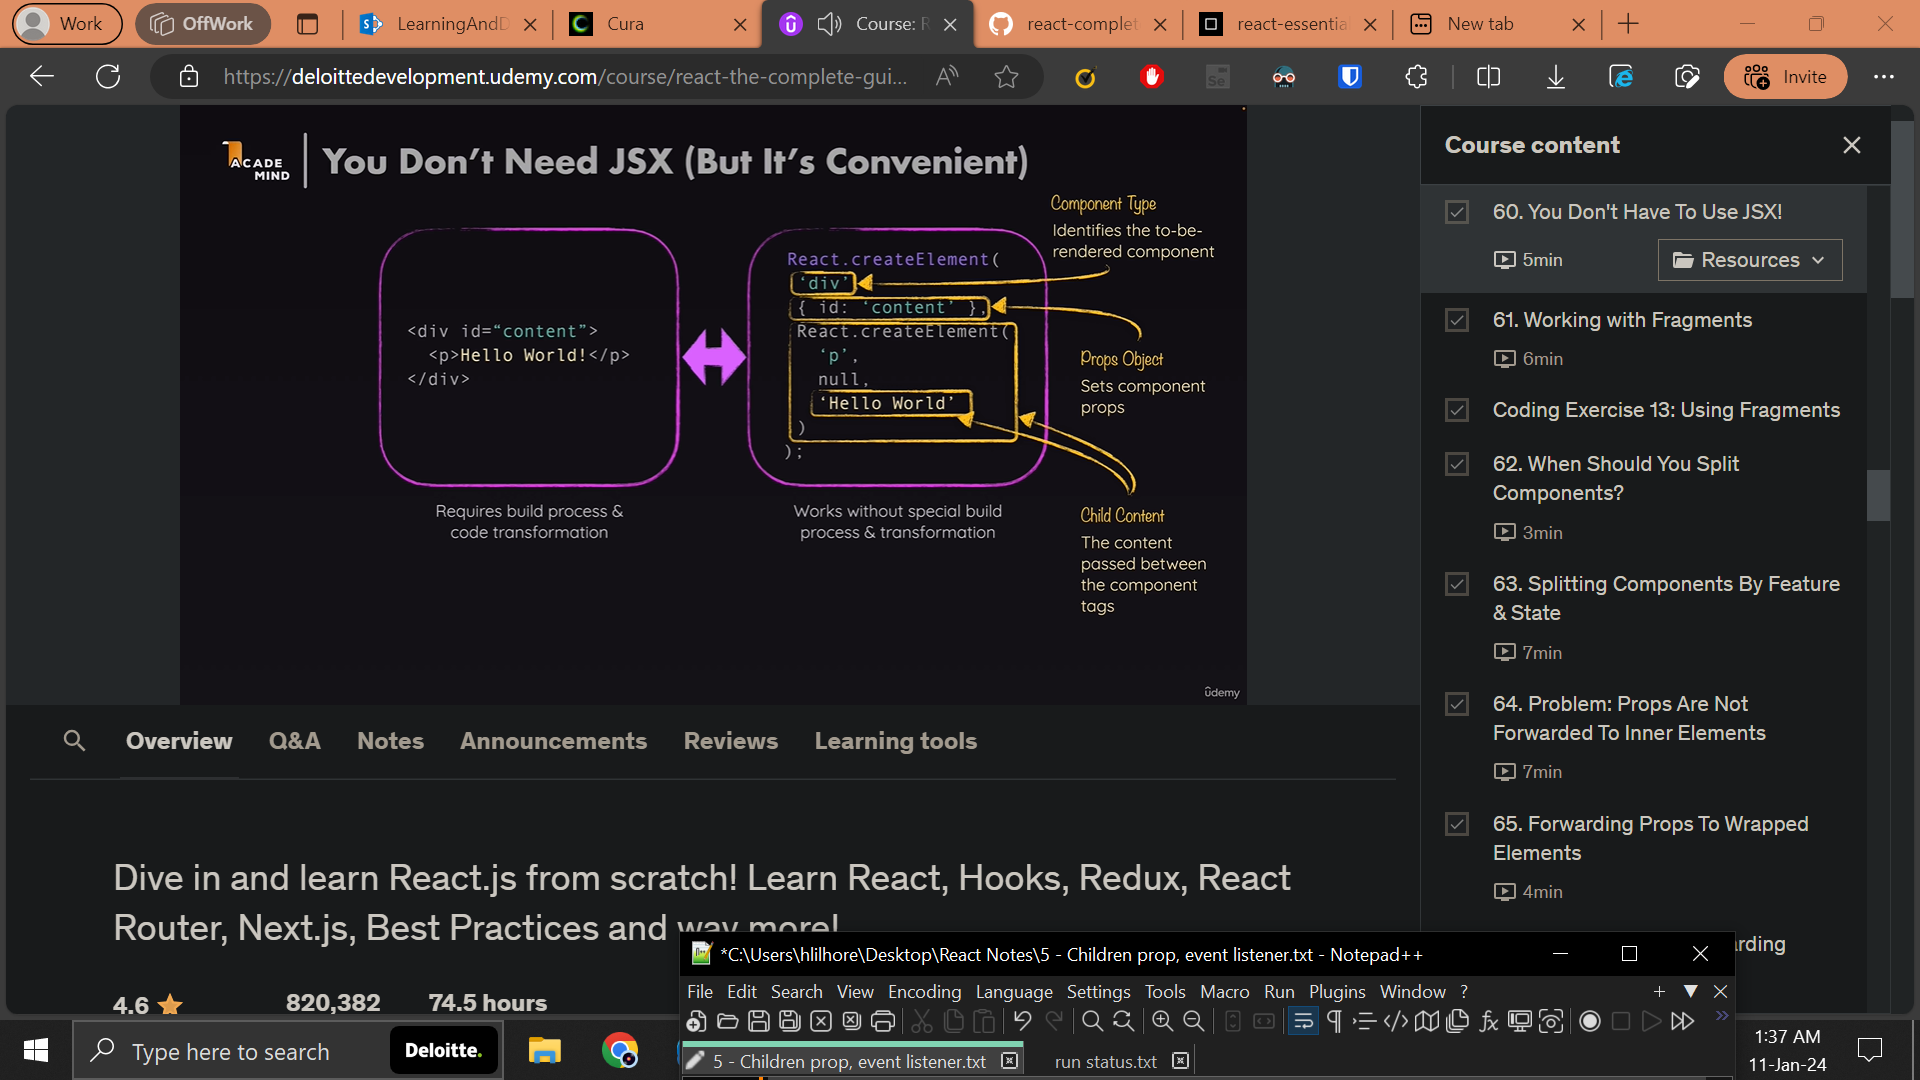 Work
OffWork
LearningAndD
Cura
Course: R
react-complet
react-essentia
New tab
https://deloittedevelopment.udemy.com/course/react-the-complete-gui...
Invite
ACADE
MIND
You Don't Need JSX (But It's Convenient)
<div id="content">
<p>Hello World!</p>
</div>
Requires build process &
code transformation
React.createElement(
'div'
{ id: 'content' },
React.createElement(
'p',
null,
'Hello World'
)
);
Works without special build
process & transformation
Component Type
Identifies the to-be-
rendered component
Props Object
Sets component
props
Child Content
The content
passed between
the component
tags
ûdemy
Course content
60. You Don't Have To Use JSX!
5min
Resources
61. Working with Fragments
6min
Coding Exercise 13: Using Fragments
62. When Should You Split
Components?
3min
63. Splitting Components By Feature
& State
7min
64. Problem: Props Are Not
Forwarded To Inner Elements
7min
65. Forwarding Props To Wrapped
Elements
4min
arding
Overview Q&A Notes Announcements Reviews Learning tools
Dive in and learn React.js from scratch! Learn React, Hooks, Redux, React
Router, Next.js, Best Practices and way more!
4.6 820,382 74.5 hours
*C:\Users\hlilhore\Desktop\React Notes\5 - Children prop, event listener.txt - Notepad++
File Edit Search View Encoding Language Settings Tools Macro Run Plugins Window ?
5 - Children prop, event listener.txt
run status.txt
Type here to search
Deloitte.
1:37 AM
11-Jan-24